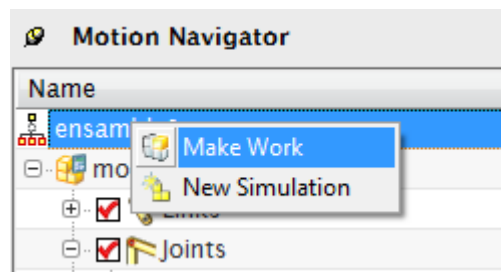 Motion Navigator
Name
Make Work
New Simulation
Joints